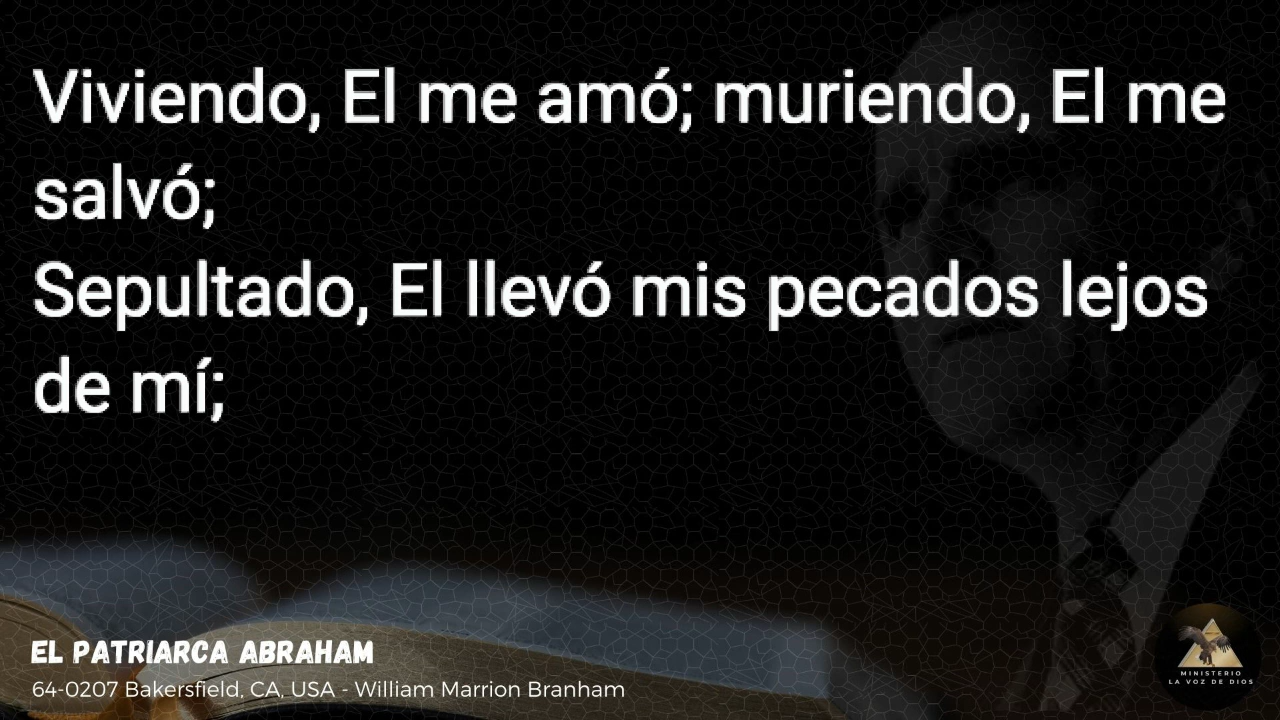 Viviendo, El me amó; muriendo, El me
salvó;
Sepultado, El llevó mis pecados lejos
de mí;
EL PATRIARCA ABRAHAM
64-0207 Bakersfield, CA, USA - William Marrion Branham
MINISTERIO
LA VOZ DE DIOS